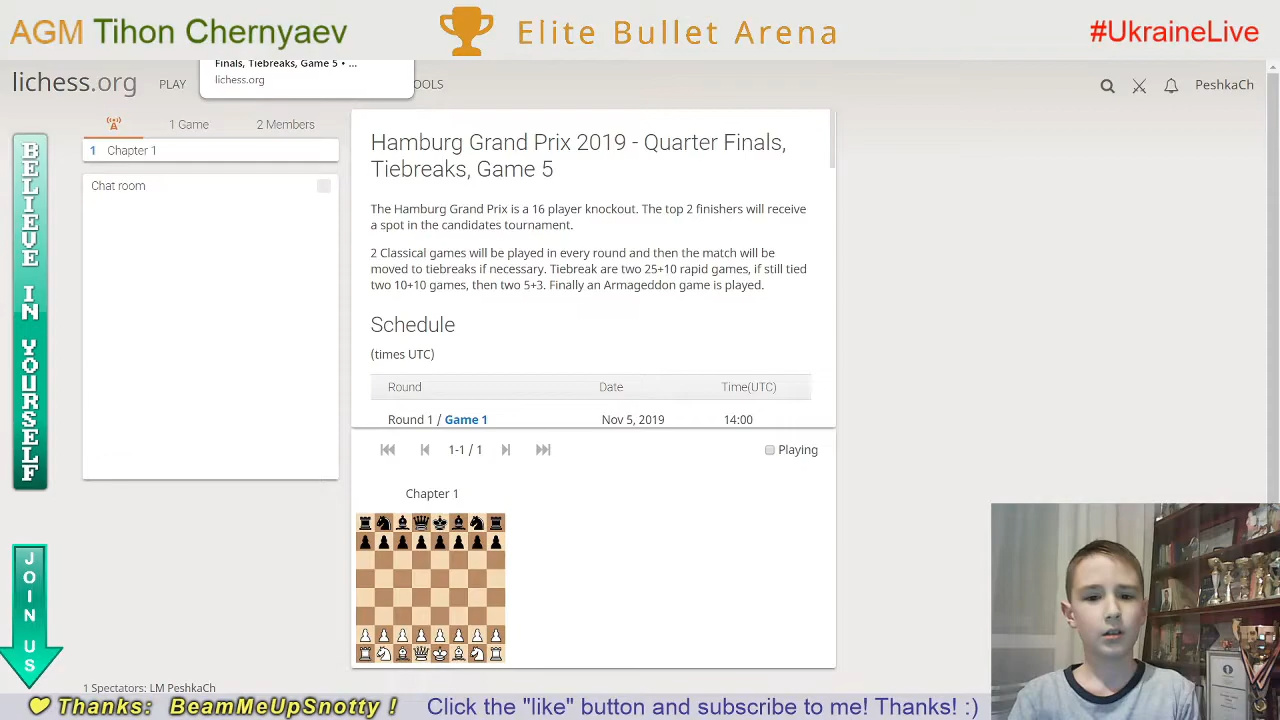 AGM Tihon Chernyaev
Elite Bullet Arena
#UkraineLive
lichess.org
PLAY
Finals, Tiebreaks, Game 5 • ...
lichess.org
OOLS
PeshkaCh
1 Game
2 Members
1 Chapter 1
Chat room
Hamburg Grand Prix 2019 - Quarter Finals,
Tiebreaks, Game 5
The Hamburg Grand Prix is a 16 player knockout. The top 2 finishers will receive
a spot in the candidates tournament.
2 Classical games will be played in every round and then the match will be
moved to tiebreaks if necessary. Tiebreak are two 25+10 rapid games, if still tied
two 10+10 games, then two 5+3. Finally an Armageddon game is played.
Schedule
(times UTC)
Round Date Time(UTC)
Round 1 / Game 1 Nov 5, 2019 14:00
1-1 / 1
Playing
Chapter 1
BELIEVE IN YOURSELF
JOIN US
1 Spectators: LM PeshkaCh
Thanks: BeamMeUpSnotty !
Click the "like" button and subscribe to me! Thanks! :)